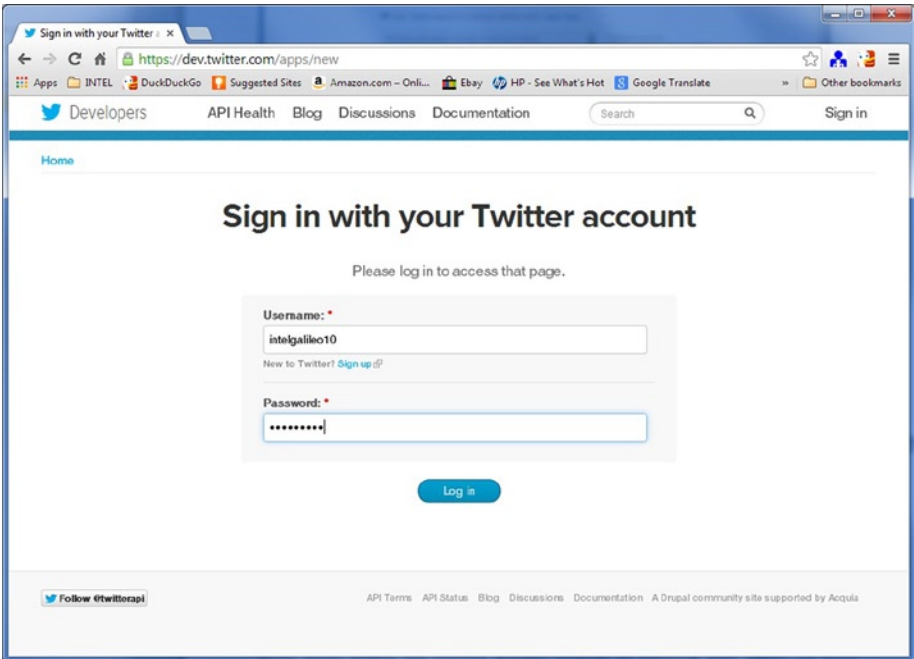 Sign in with your Twitter a
https://dev.twitter.com/apps/new
Apps INTEL DuckDuckGo Suggested Sites Amazon.com – Onli... Ebay HP - See What's Hot Google Translate » Other bookmarks
Developers API Health Blog Discussions Documentation Search Sign in
Home
Sign in with your Twitter account
Please log in to access that page.
Username: *
intelgalileo10
New to Twitter? Sign up
Password: *
•••••••••
Log in
Follow @twitterapi API Terms API Status Blog Discussions Documentation A Drupal community site supported by Acquia